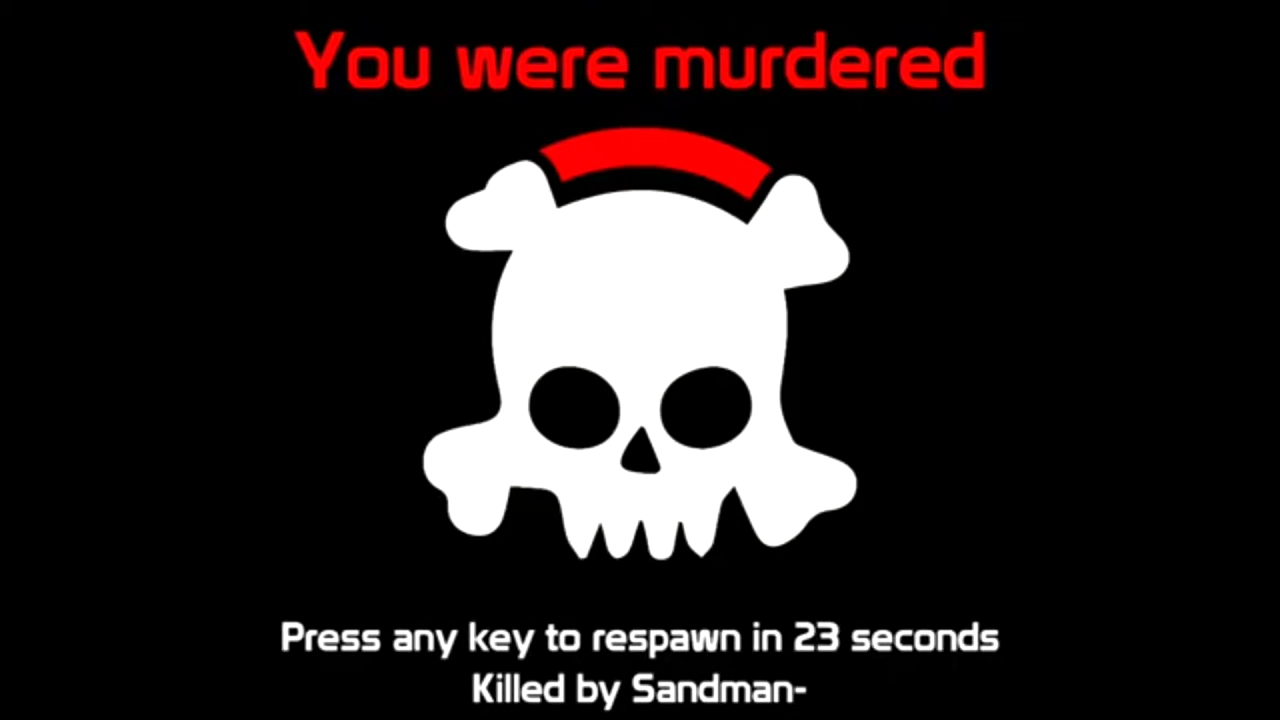 You were murdered
Press any key to respawn in 23 seconds
Killed by Sandman-